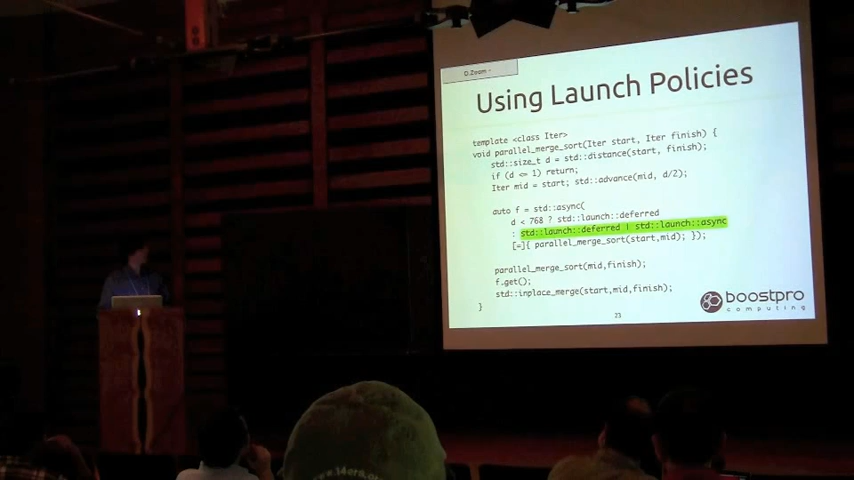 D.Zoom -
Using Launch Policies
template <class Iter>
void parallel_merge_sort(Iter start, Iter finish) {
std::size_t d = std::distance(start, finish);
if (d <= 1) return;
Iter mid = start; std::advance(mid, d/2);
auto f = std::async(
d < 768 ? std::launch::deferred
: std::launch::deferred | std::launch::async
[=]{ parallel_merge_sort(start,mid); });
parallel_merge_sort(mid,finish);
f.get();
std::inplace_merge(start,mid,finish);
}
23
boostpro
computing